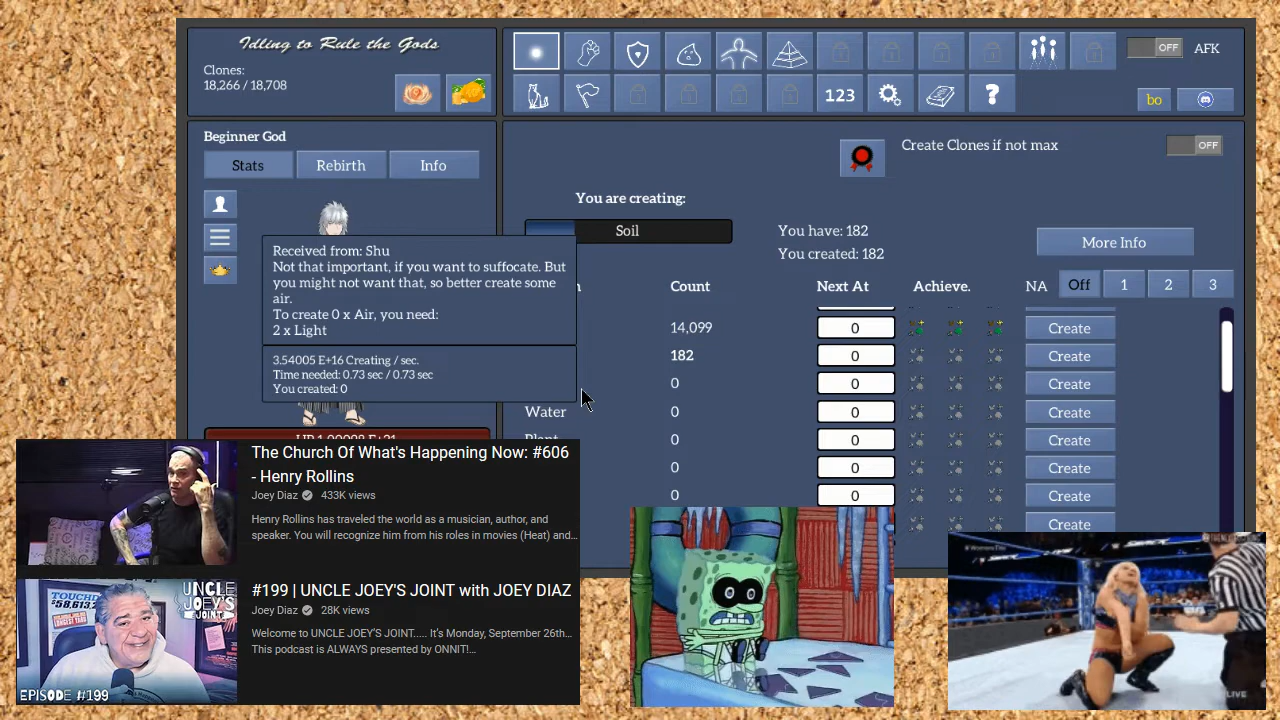 Idling to Rule the Gods
Clones:
18,266 / 18,708
OFF AFK
123
?
bo
Beginner God
Stats Rebirth Info
Create Clones if not max OFF
You are creating:
Soil
You have: 182
You created: 182
More Info
Count Next At Achieve. NA Off 1 2 3
Received from: Shu
Not that important, if you want to suffocate. But
you might not want that, so better create some
air.
To create 0 x Air, you need:
2 x Light
3.54005 E+16 Creating / sec.
Time needed: 0.73 sec / 0.73 sec
You created: 0
14,099 0 Create
182 0 Create
0 0 Create
Water 0 0 Create
Plant 0 0 Create
0 0 Create
0 0 Create
Create
The Church Of What's Happening Now: #606
- Henry Rollins
Joey Diaz 433K views
Henry Rollins has traveled the world as a musician, author, and
speaker. You will recognize him from his roles in movies (Heat) and...
UNCLE
JOEY'S
JOINT
EPISODE #199
#199 | UNCLE JOEY'S JOINT with JOEY DIAZ
Joey Diaz 28K views
Welcome to UNCLE JOEY'S JOINT..... It's Monday, September 26th...
This podcast is ALWAYS presented by ONNIT!...
LIVE